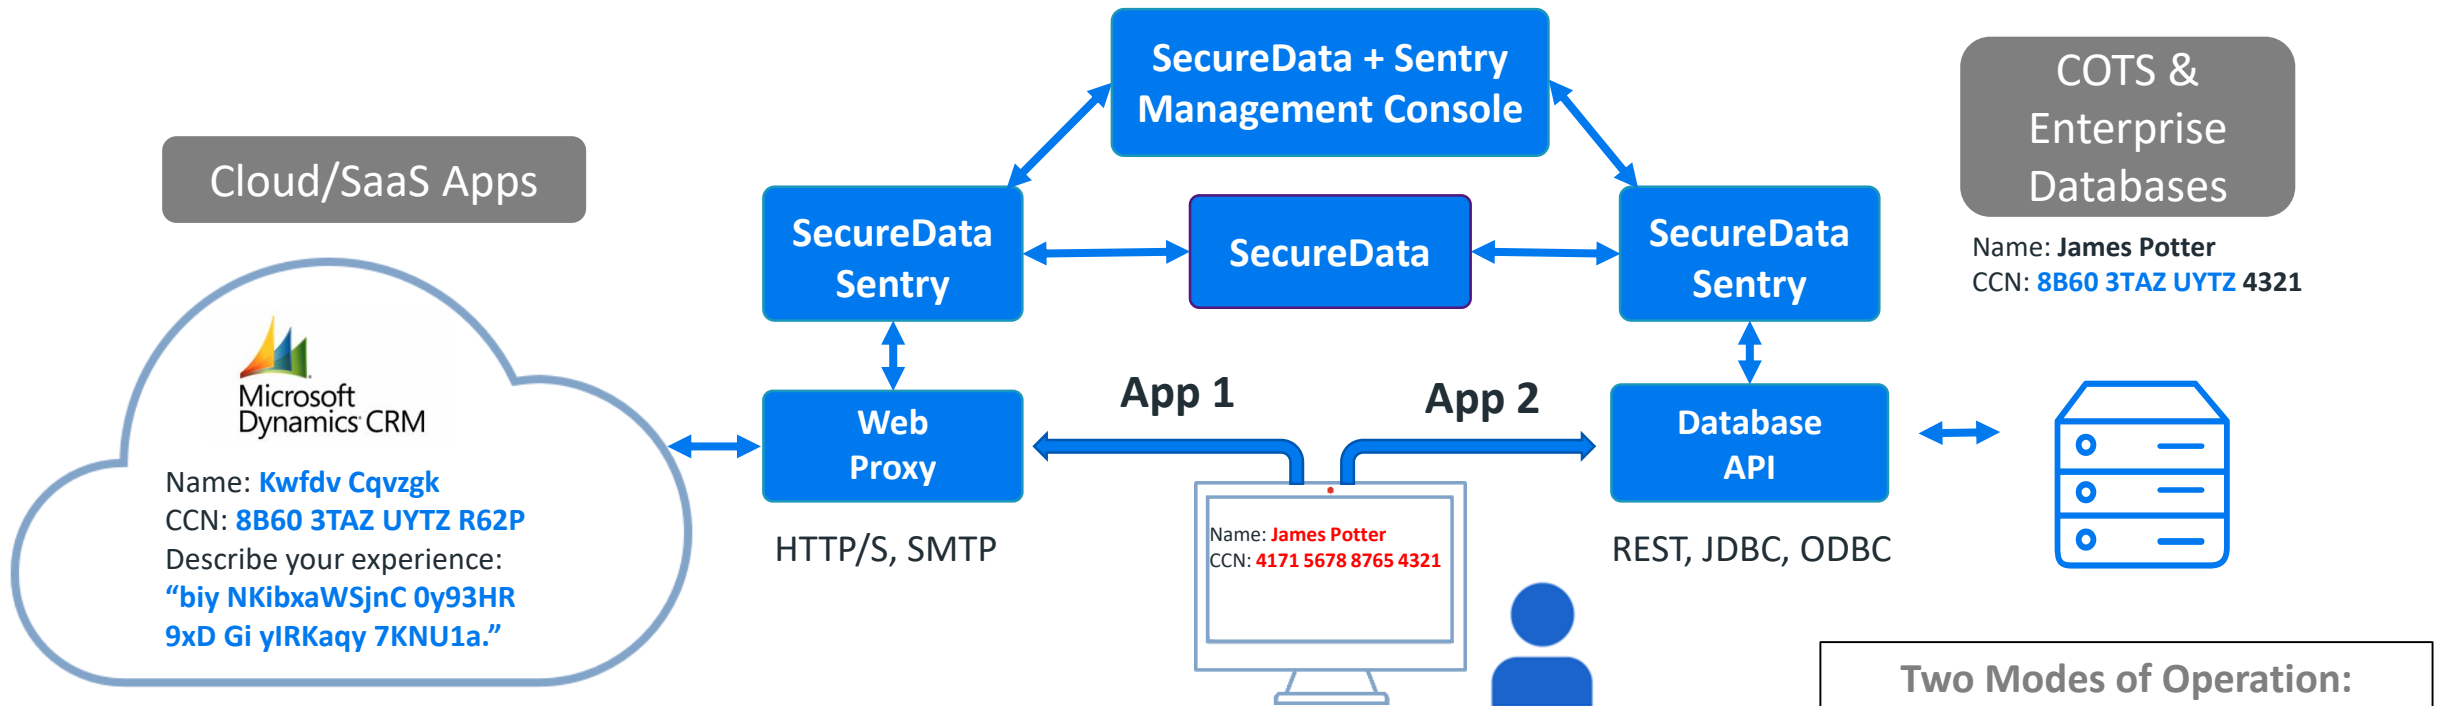 SecureData + Sentry
Management Console
COTS &
Enterprise
Databases
Cloud/SaaS Apps
SecureData
Sentry
SecureData
SecureData
Sentry
Name: James Potter
CCN: 8B60 3TAZ UYTZ 4321
Microsoft
Dynamics CRM
Name: Kwfdv Cqvzgk
CCN: 8B60 3TAZ UYTZ R62P
Describe your experience:
“biy NKibxaWSjnC 0y93HR
9xD Gi yIRKaqy 7KNU1a.”
Web
Proxy
HTTP/S, SMTP
App 1
App 2
Name: James Potter
CCN: 4171 5678 8765 4321
Database
API
REST, JDBC, ODBC
Two Modes of Operation: